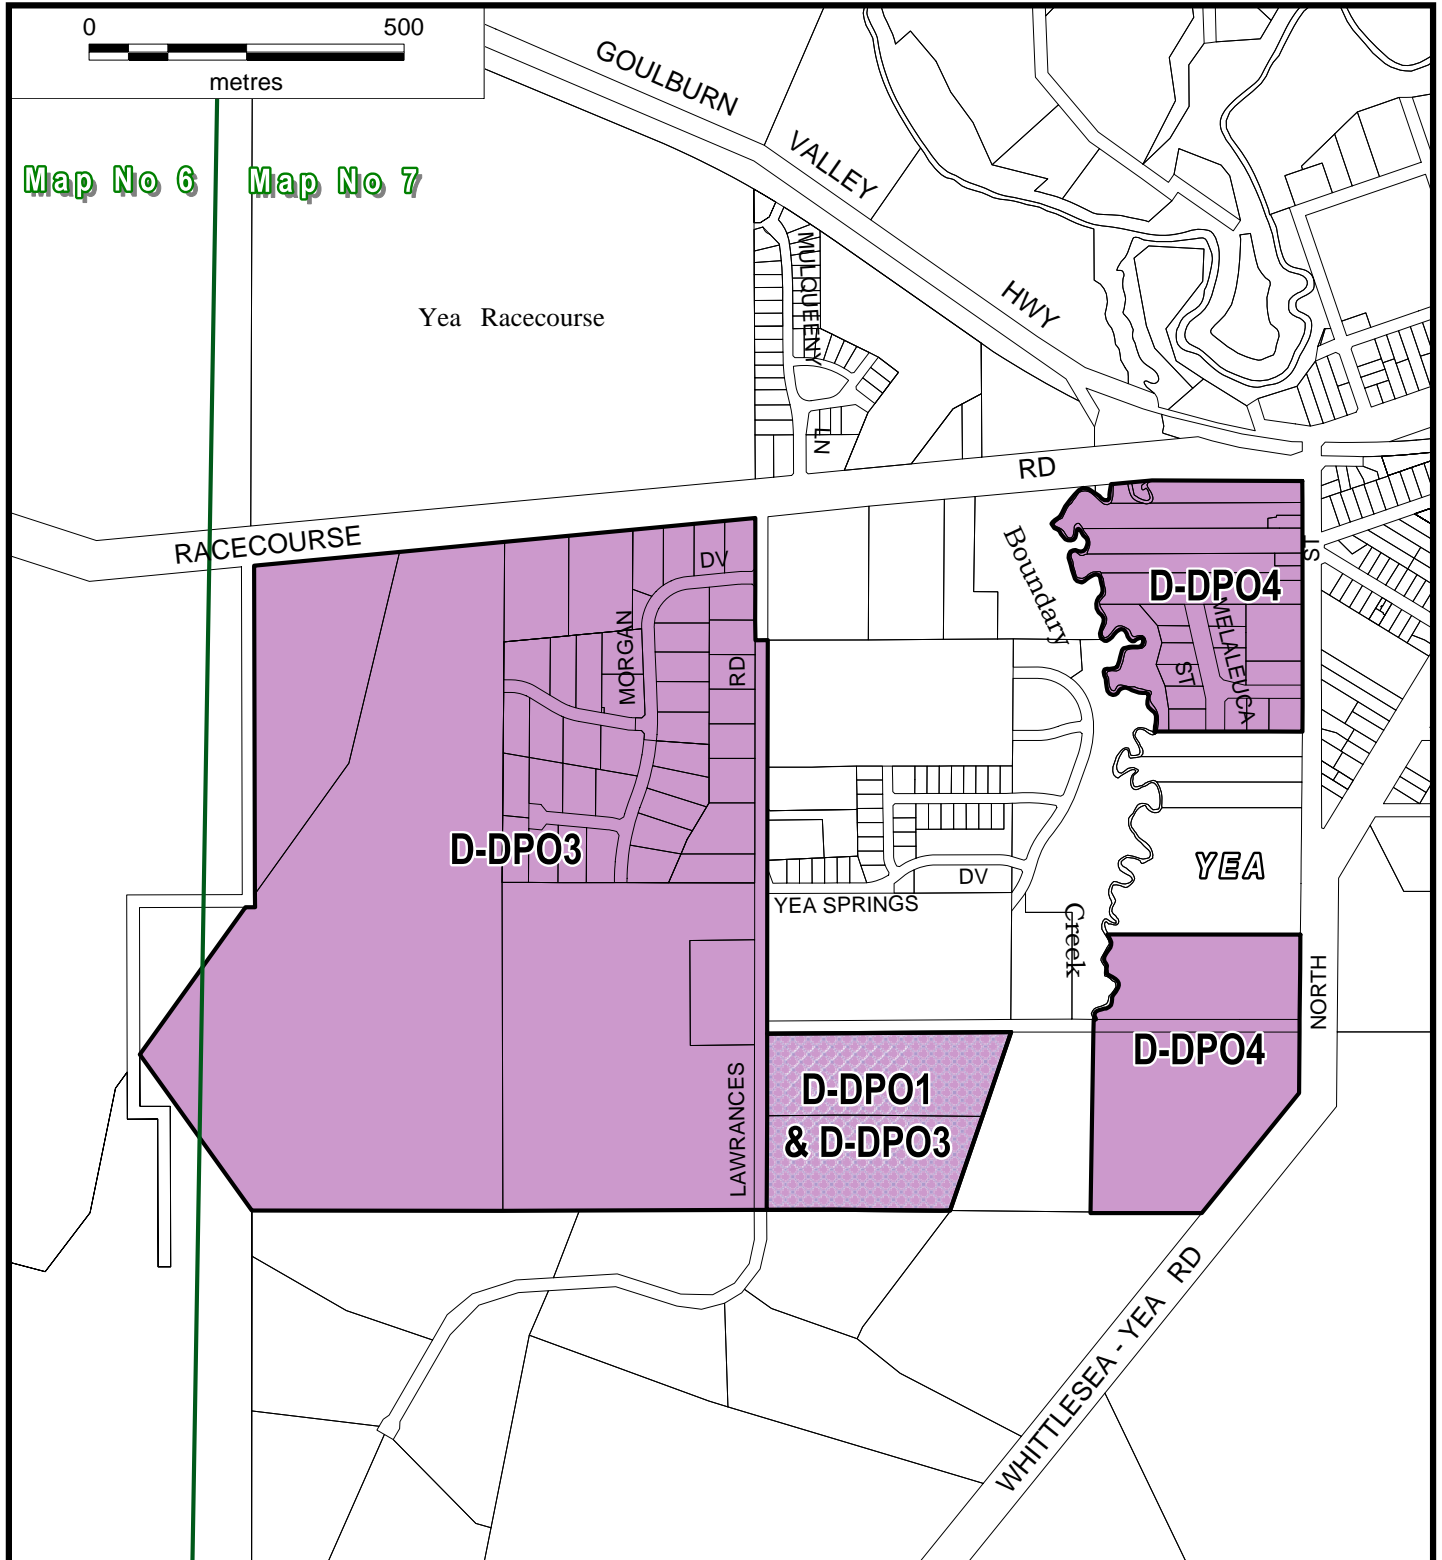 0 500
metres
GOULBURN
VALLEY
HWY
Map No 6 Map No 7
MULQUEENY
LN
Yea Racecourse
RD
RACECOURSE
DV
MORGAN
RD
Boundary
Creek
ST
D-DPO4
MELALEUCA
ST
D-DPO3
YEA
DV
YEA SPRINGS
NORTH
D-DPO4
LAWRANCES
D-DPO1
& D-DPO3
WHITTLESEA - YEA RD